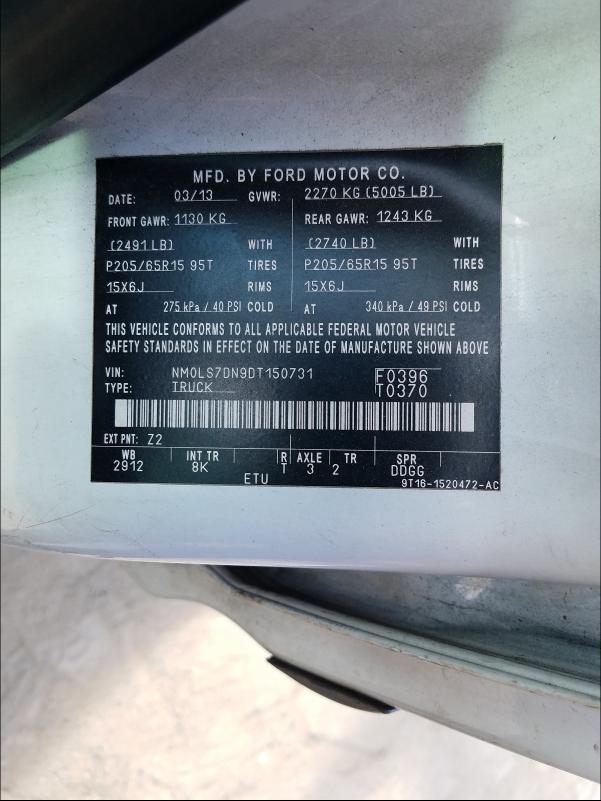 MFD. BY FORD MOTOR CO.
DATE: 03/13 GVWR: 2270 KG (5005 LB)
FRONT GAWR: 1130 KG REAR GAWR: 1243 KG
(2491 LB) WITH (2740 LB) WITH
P205/65R15 95T TIRES P205/65R15 95T TIRES
15X6J RIMS 15X6J RIMS
AT 275 kPa / 40 PSI COLD AT 340 kPa / 49 PSI COLD
THIS VEHICLE CONFORMS TO ALL APPLICABLE FEDERAL MOTOR VEHICLE
SAFETY STANDARDS IN EFFECT ON THE DATE OF MANUFACTURE SHOWN ABOVE
VIN: NM0LS7DN9DT150731 F0396
TYPE: TRUCK T0370
EXT PNT: Z2
WB INT TR R AXLE TR SPR
2912 8K T 3 2 DDGG
ETU 9T16-1520472-AC